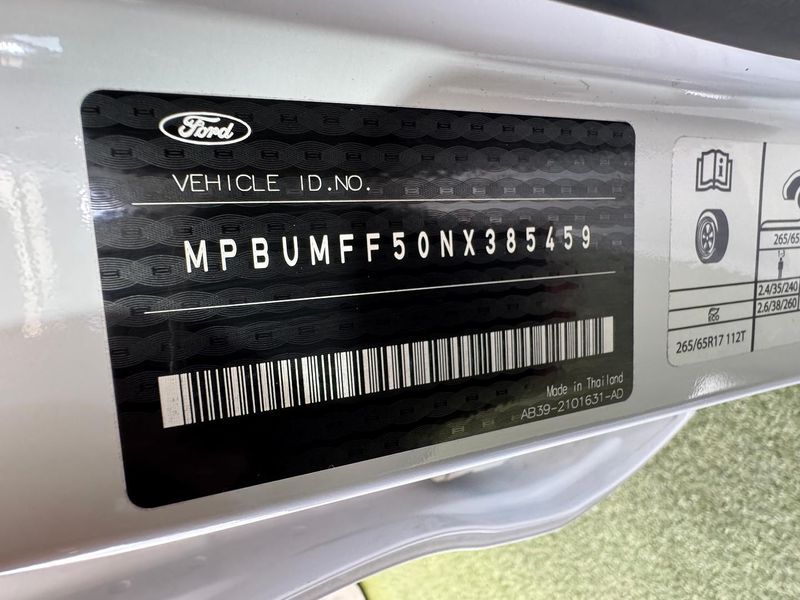 Ford
VEHICLE ID.NO.
MPBUMFF50NX385459
Made in Thailand
AB39-2101631-AD
265/65
2.4/35/240
2.6/38/260
ECO
265/65R17 112T